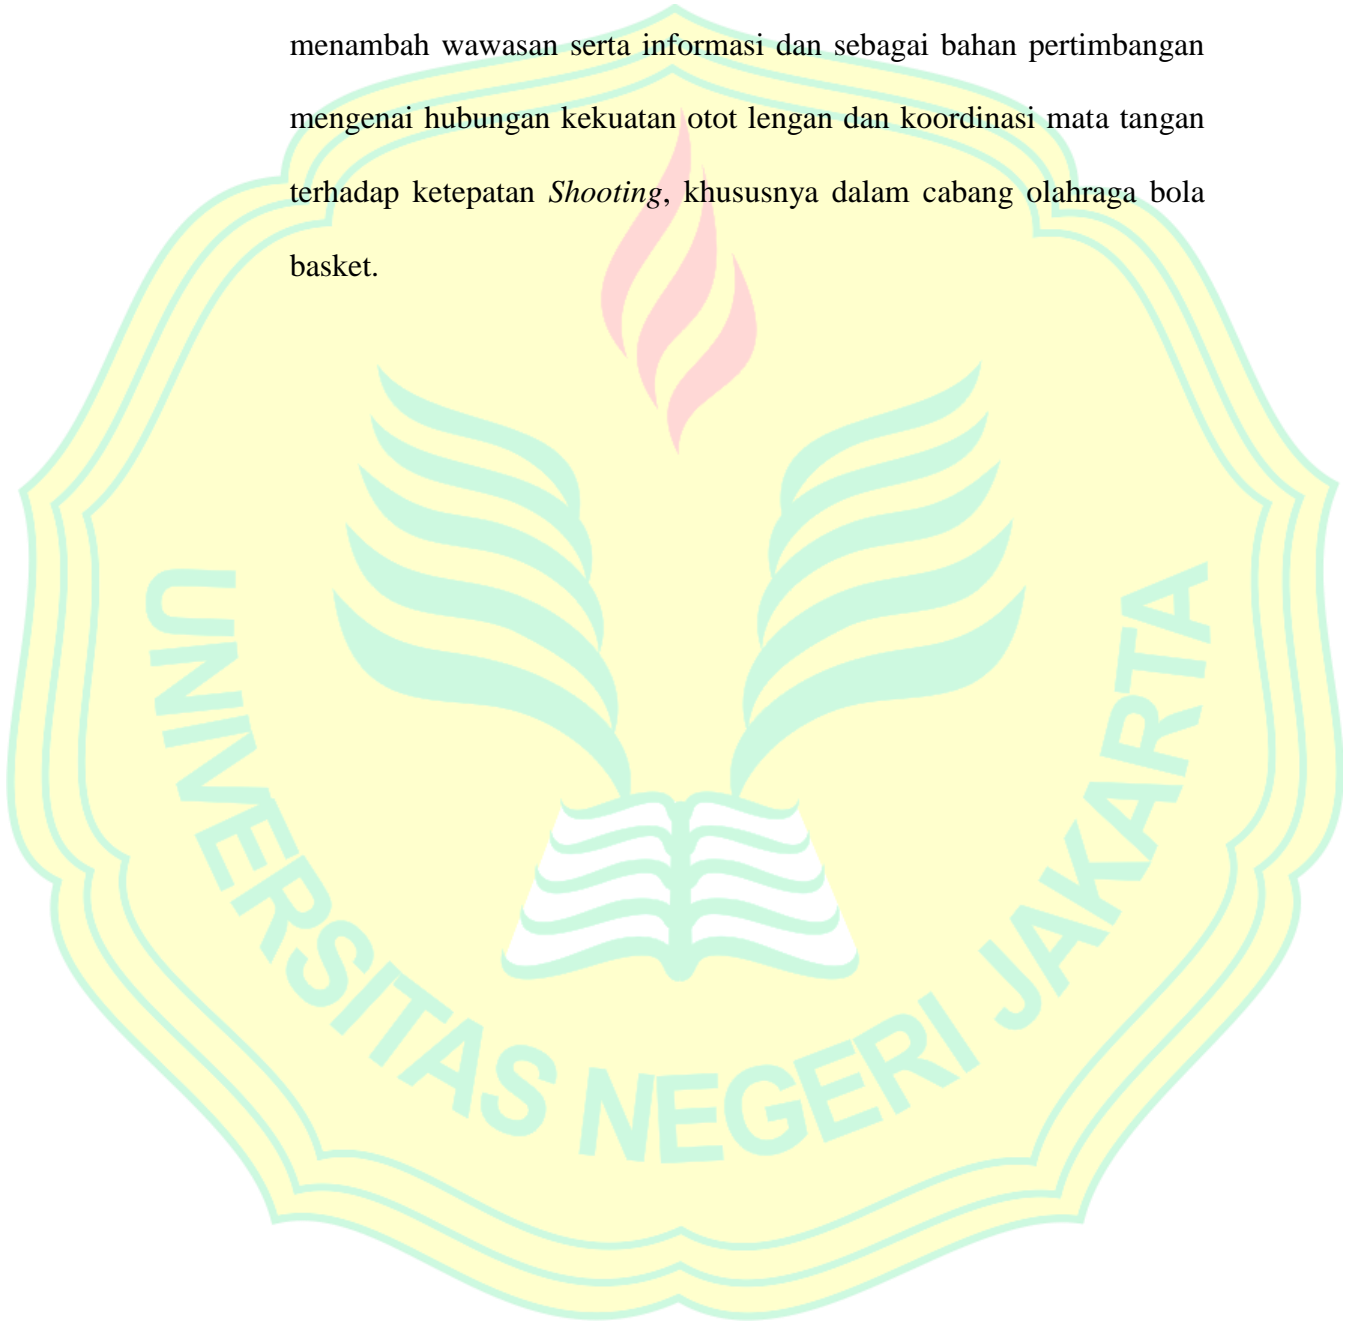 menambah wawasan serta informasi dan sebagai bahan pertimbangan
mengenai hubungan kekuatan otot lengan dan koordinasi mata tangan
terhadap ketepatan Shooting, khususnya dalam cabang olahraga bola
basket.
UNIVERSITAS NEGERI JAKARTA